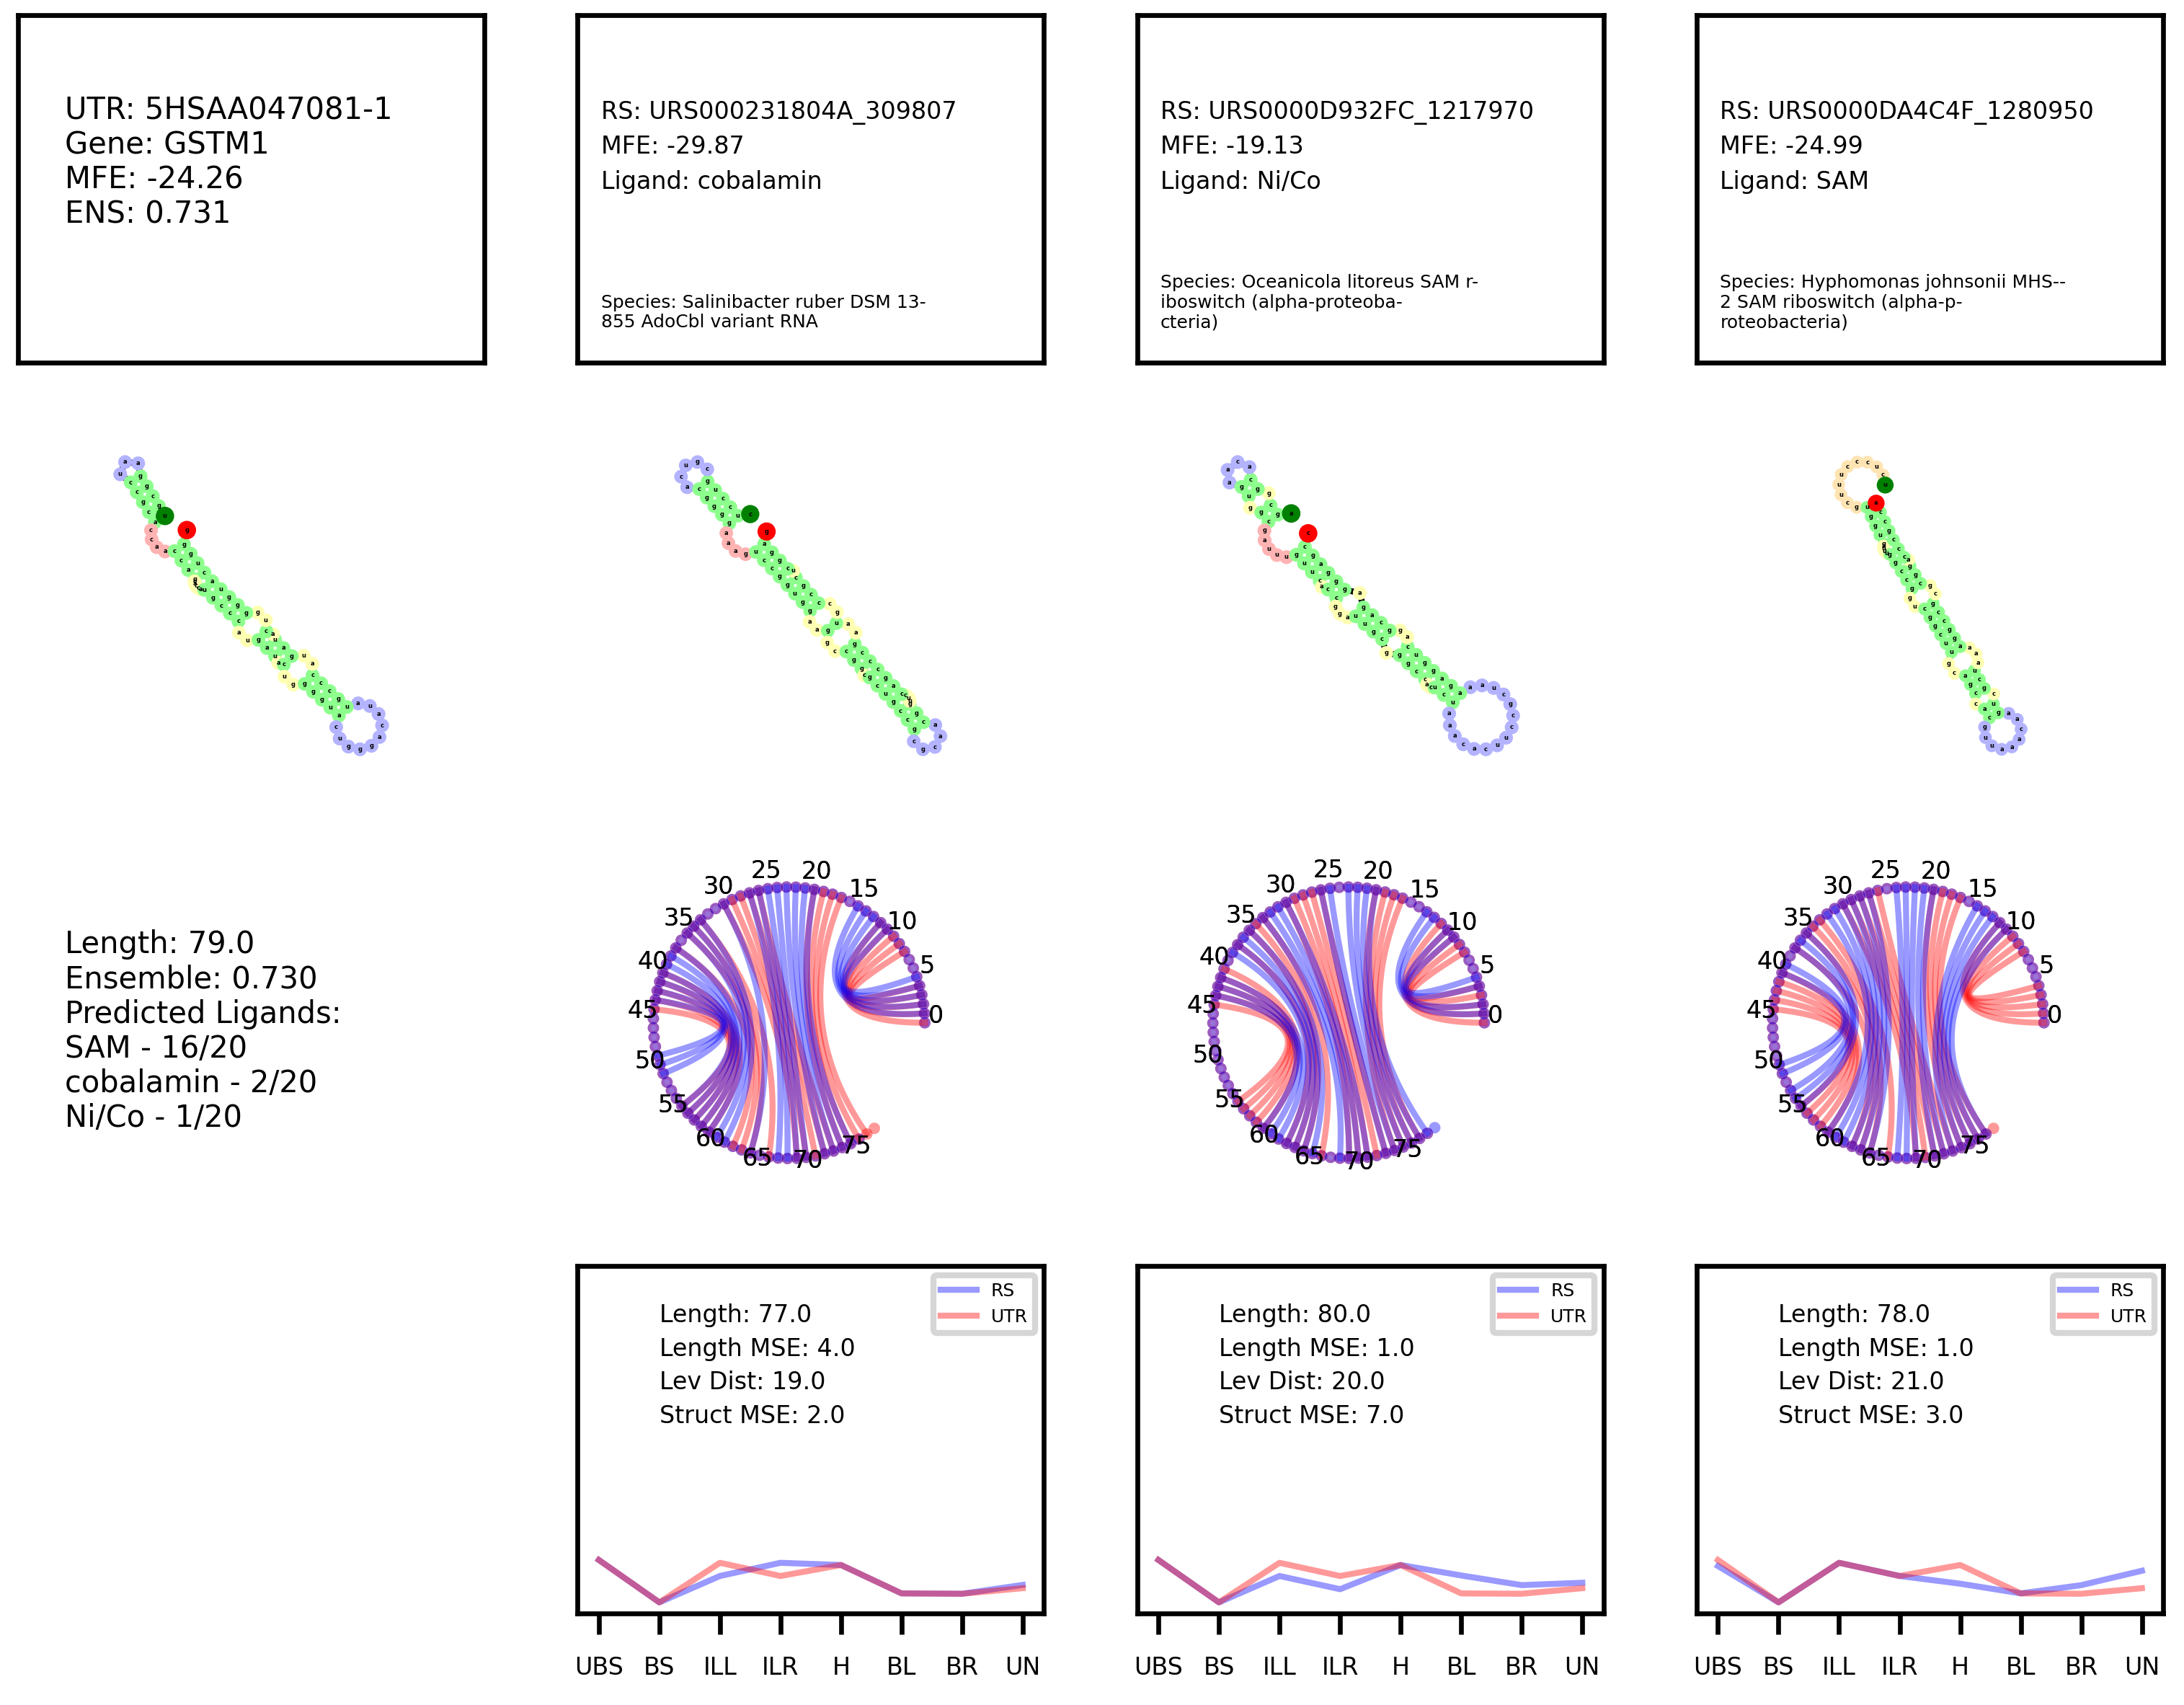 UTR: 5HSAA047081-1
Gene: GSTM1
MFE: -24.26
ENS: 0.731
RS: URS000231804A_309807
MFE: -29.87
Ligand: cobalamin
Species: Salinibacter ruber DSM 13-
855 AdoCbl variant RNA
RS: URS0000D932FC_1217970
MFE: -19.13
Ligand: Ni/Co
Species: Oceanicola litoreus SAM r-
iboswitch (alpha-proteoba-
cteria)
RS: URS0000DA4C4F_1280950
MFE: -24.99
Ligand: SAM
Species: Hyphomonas johnsonii MHS--
2 SAM riboswitch (alpha-p-
roteobacteria)
Length: 79.0
Ensemble: 0.730
Predicted Ligands:
SAM - 16/20
cobalamin - 2/20
Ni/Co - 1/20
0
5
10
15
20
25
30
35
40
45
50
55
60
65
70
75
0
5
10
15
20
25
30
35
40
45
50
55
60
65
70
75
0
5
10
15
20
25
30
35
40
45
50
55
60
65
70
75
Length: 77.0
Length MSE: 4.0
Lev Dist: 19.0
Struct MSE: 2.0
RS
UTR
UBS BS ILL ILR H BL BR UN
Length: 80.0
Length MSE: 1.0
Lev Dist: 20.0
Struct MSE: 7.0
RS
UTR
UBS BS ILL ILR H BL BR UN
Length: 78.0
Length MSE: 1.0
Lev Dist: 21.0
Struct MSE: 3.0
RS
UTR
UBS BS ILL ILR H BL BR UN